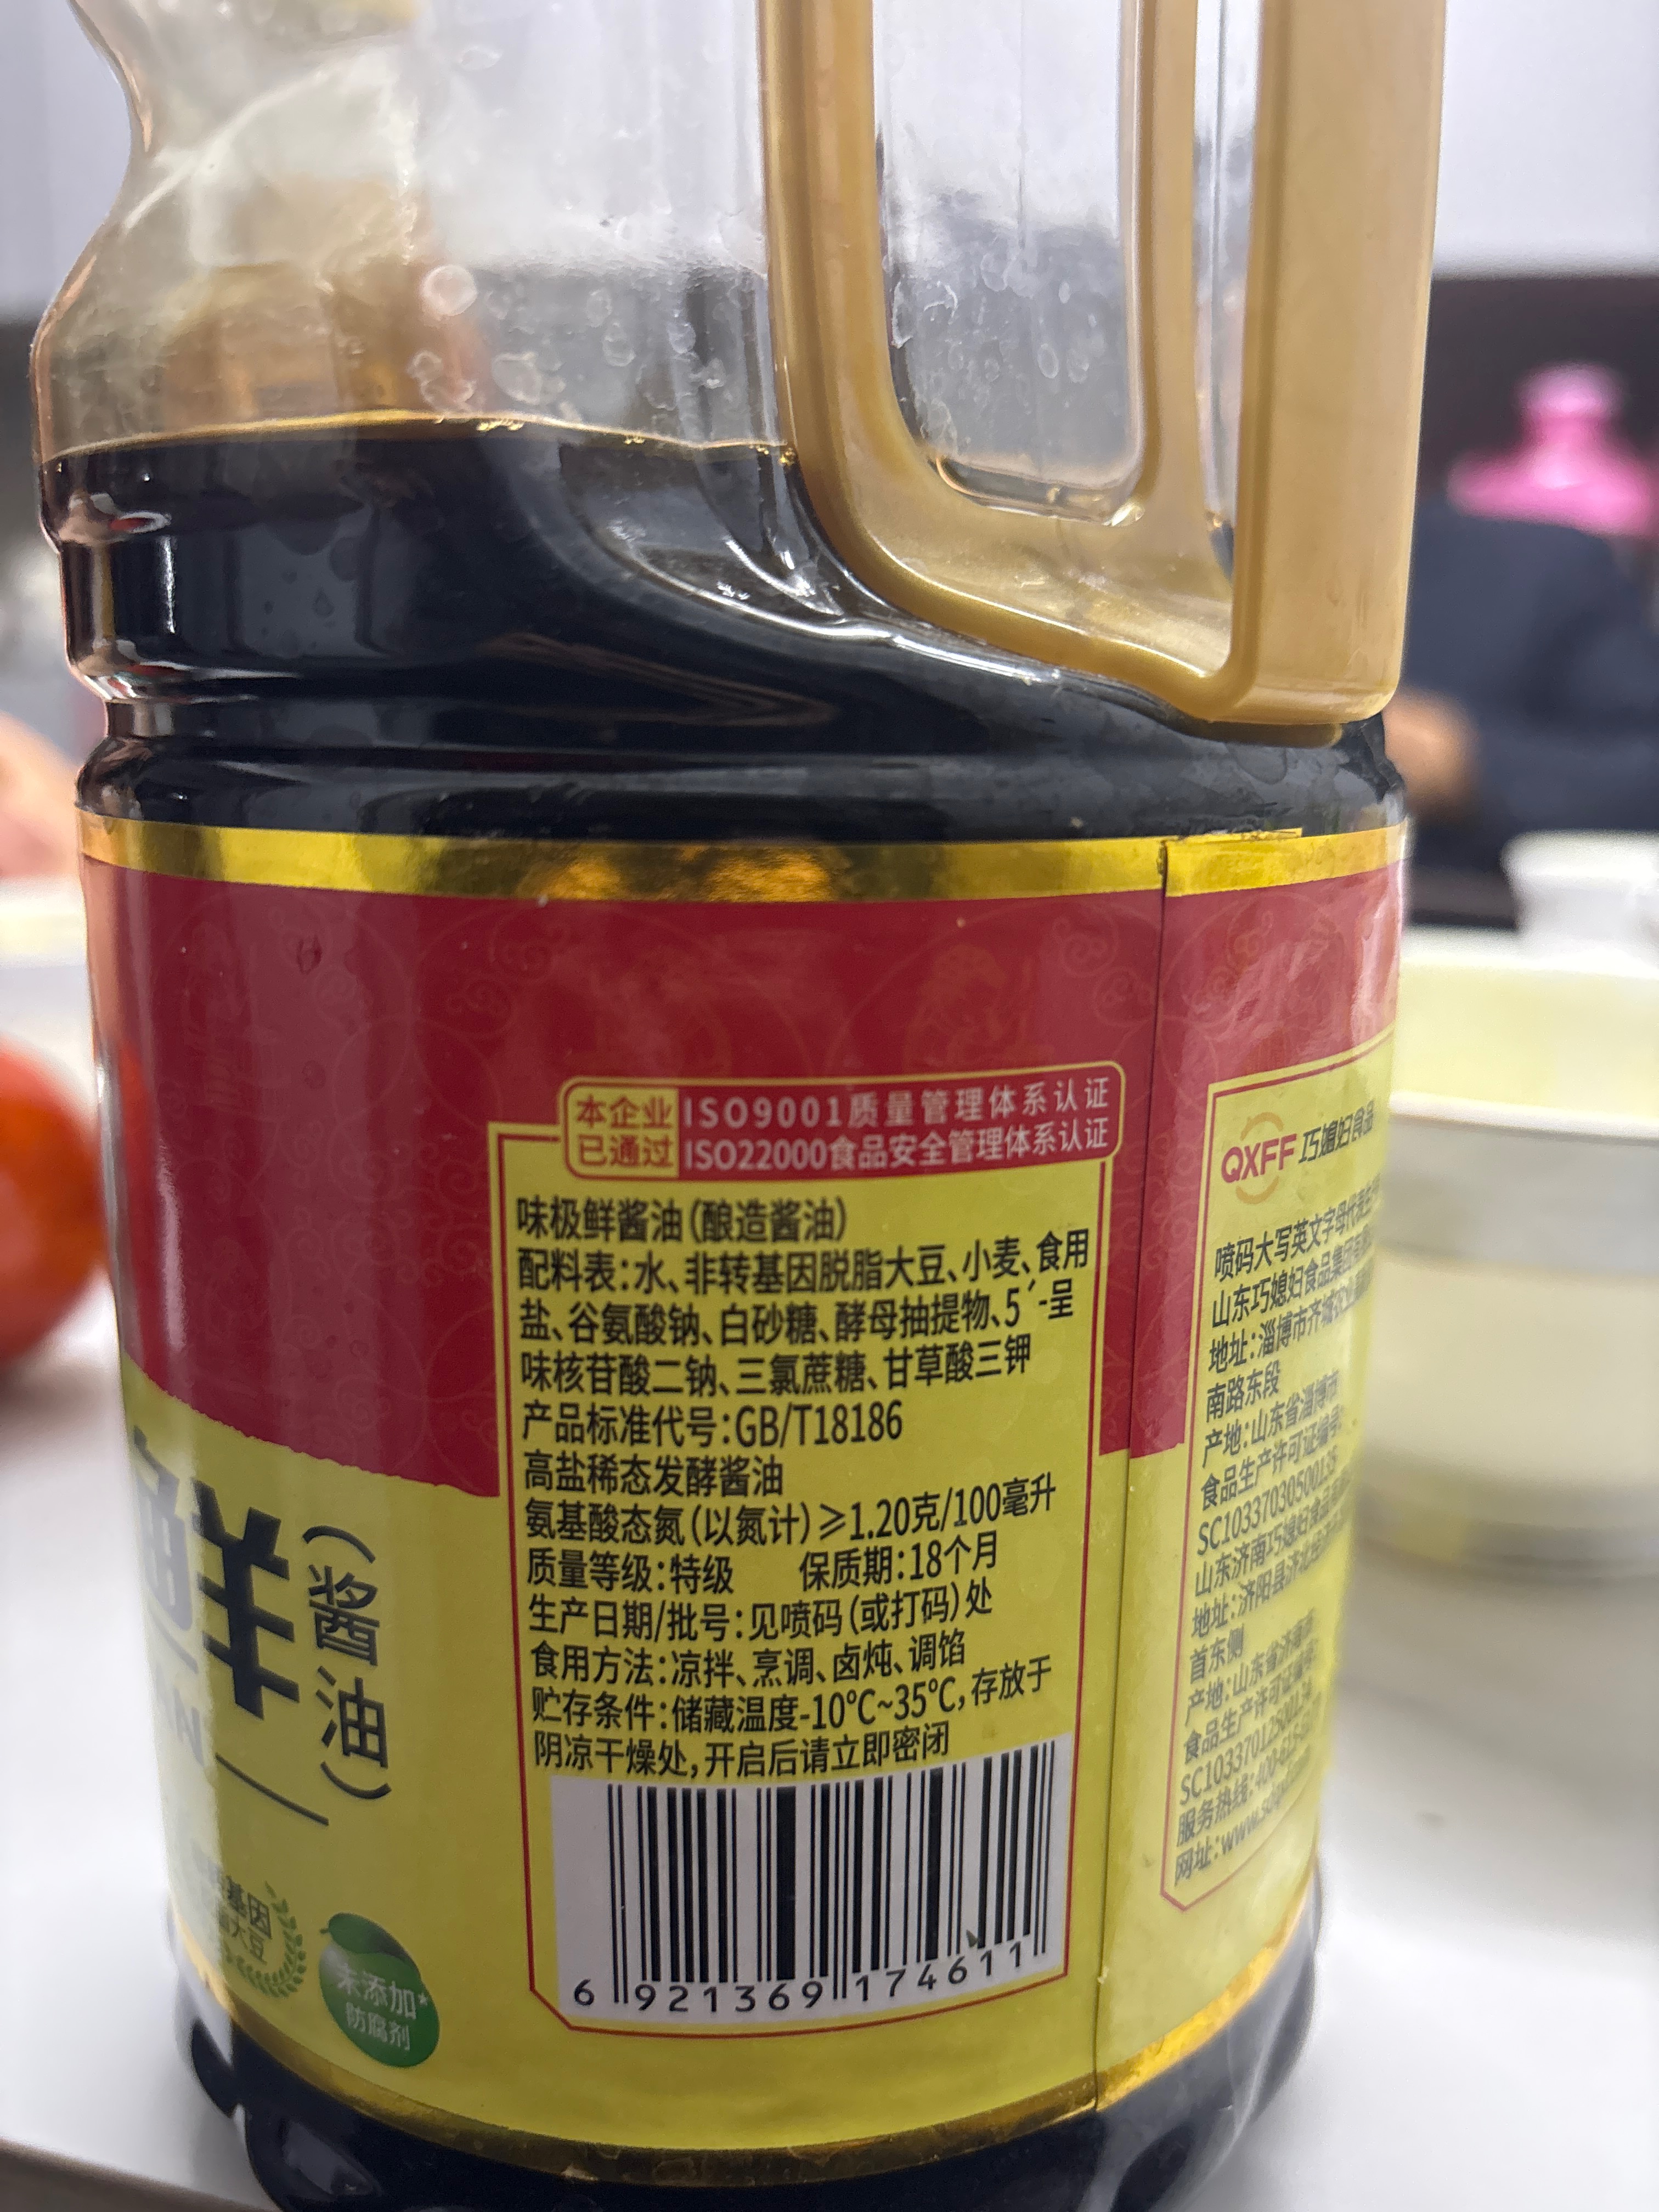 本企业
已通过
ISO9001质量管理体系认证
ISO22000食品安全管理体系认证
味极鲜酱油(酿造酱油)
配料表:水、非转基因脱脂大豆、小麦、食用
盐、谷氨酸钠、白砂糖、酵母抽提物、5´-呈
味核苷酸二钠、三氯蔗糖、甘草酸三钾
产品标准代号:GB/T18186
高盐稀态发酵酱油
氨基酸态氮(以氮计)≥1.20克/100毫升
质量等级:特级 保质期:18个月
生产日期/批号:见喷码(或打码)处
食用方法:凉拌、烹调、卤炖、调馅
贮存条件:储藏温度-10℃~35℃,存放于
阴凉干燥处,开启后请立即密闭
6 921369 174611
鲜
(酱油)
基因
大豆
未添加*
防腐剂
QXFF 巧媳妇食品
喷码大写英文字母代表生
山东巧媳妇食品集团有限
地址:淄博市齐城农业
南路东段
产地:山东省淄博市
食品生产许可证编号:
SC10337030500135
山东济南巧媳妇食品有限
地址:济阳县济北经济
首东侧
产地:山东省济南市
食品生产许可证编号:
服务热线:400-
网址:www.